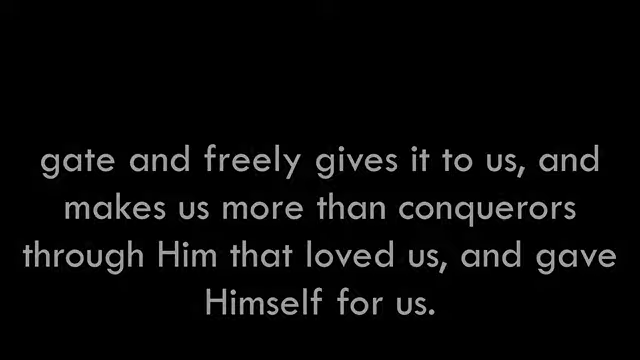 gate and freely gives it to us, and
makes us more than conquerors
through Him that loved us, and gave
Himself for us.